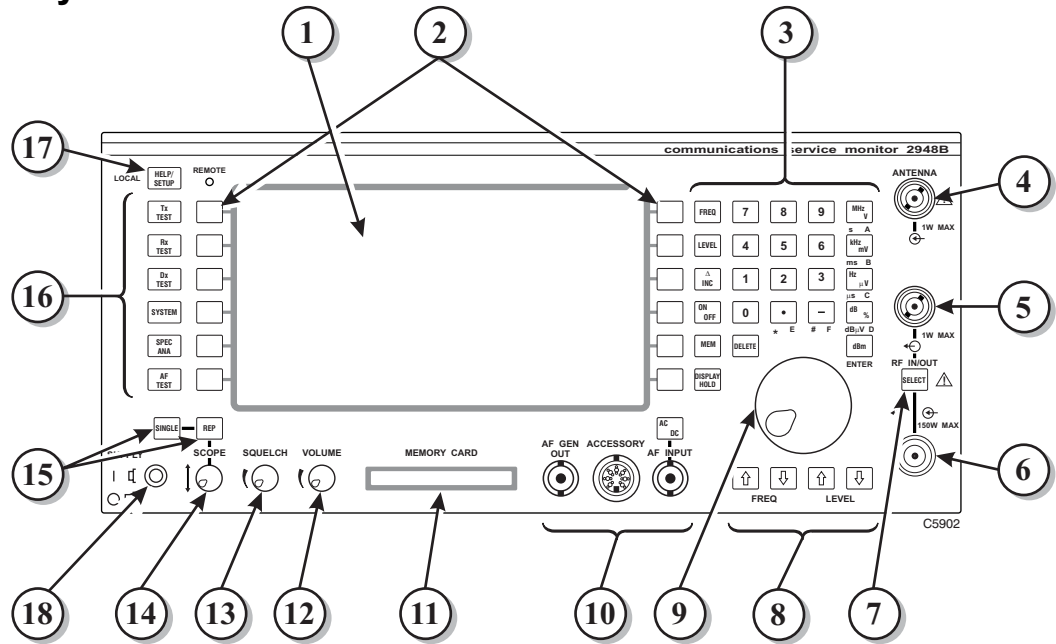 1
2
3
17
communications service monitor 2948B
LOCAL
HELP/
SETUP
REMOTE
ANTENNA
4
Tx
TEST
FREQ
7
8
9
MHz
V
1W MAX
s A
Rx
TEST
LEVEL
4
5
6
kHz
mV
ms B
16
Dx
TEST
Δ
INC
1
2
3
Hz
µV
5
µs C
SYSTEM
ON
OFF
0
•
–
dB
%
1W MAX
* E # F dBµV D
SPEC
ANA
MEM
DELETE
dBm
ENTER
RF IN/OUT
SELECT
AF
TEST
DISPLAY
HOLD
150W MAX
SINGLE
REP
AC
DC
15
SCOPE
SQUELCH
VOLUME
MEMORY CARD
AF GEN
OUT
ACCESSORY
AF INPUT
6
FREQ
LEVEL
C5902
18
14
13
12
11
10
9
8
7